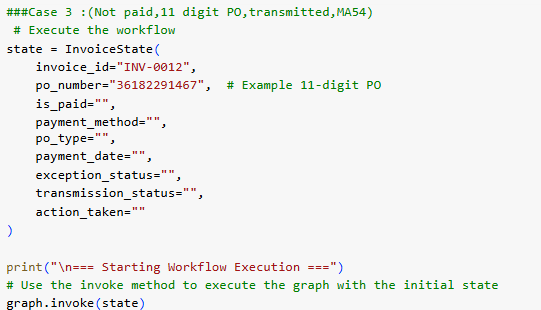 ###Case 3 :(Not paid,11 digit PO,transmitted,MA54)
 # Execute the workflow
state = InvoiceState(
    invoice_id="INV-0012",
    po_number="36182291467",  # Example 11-digit PO
    is_paid="",
    payment_method="",
    po_type="",
    payment_date="",
    exception_status="",
    transmission_status="",
    action_taken=""
)

print("\n=== Starting Workflow Execution ===")
# Use the invoke method to execute the graph with the initial state
graph.invoke(state)